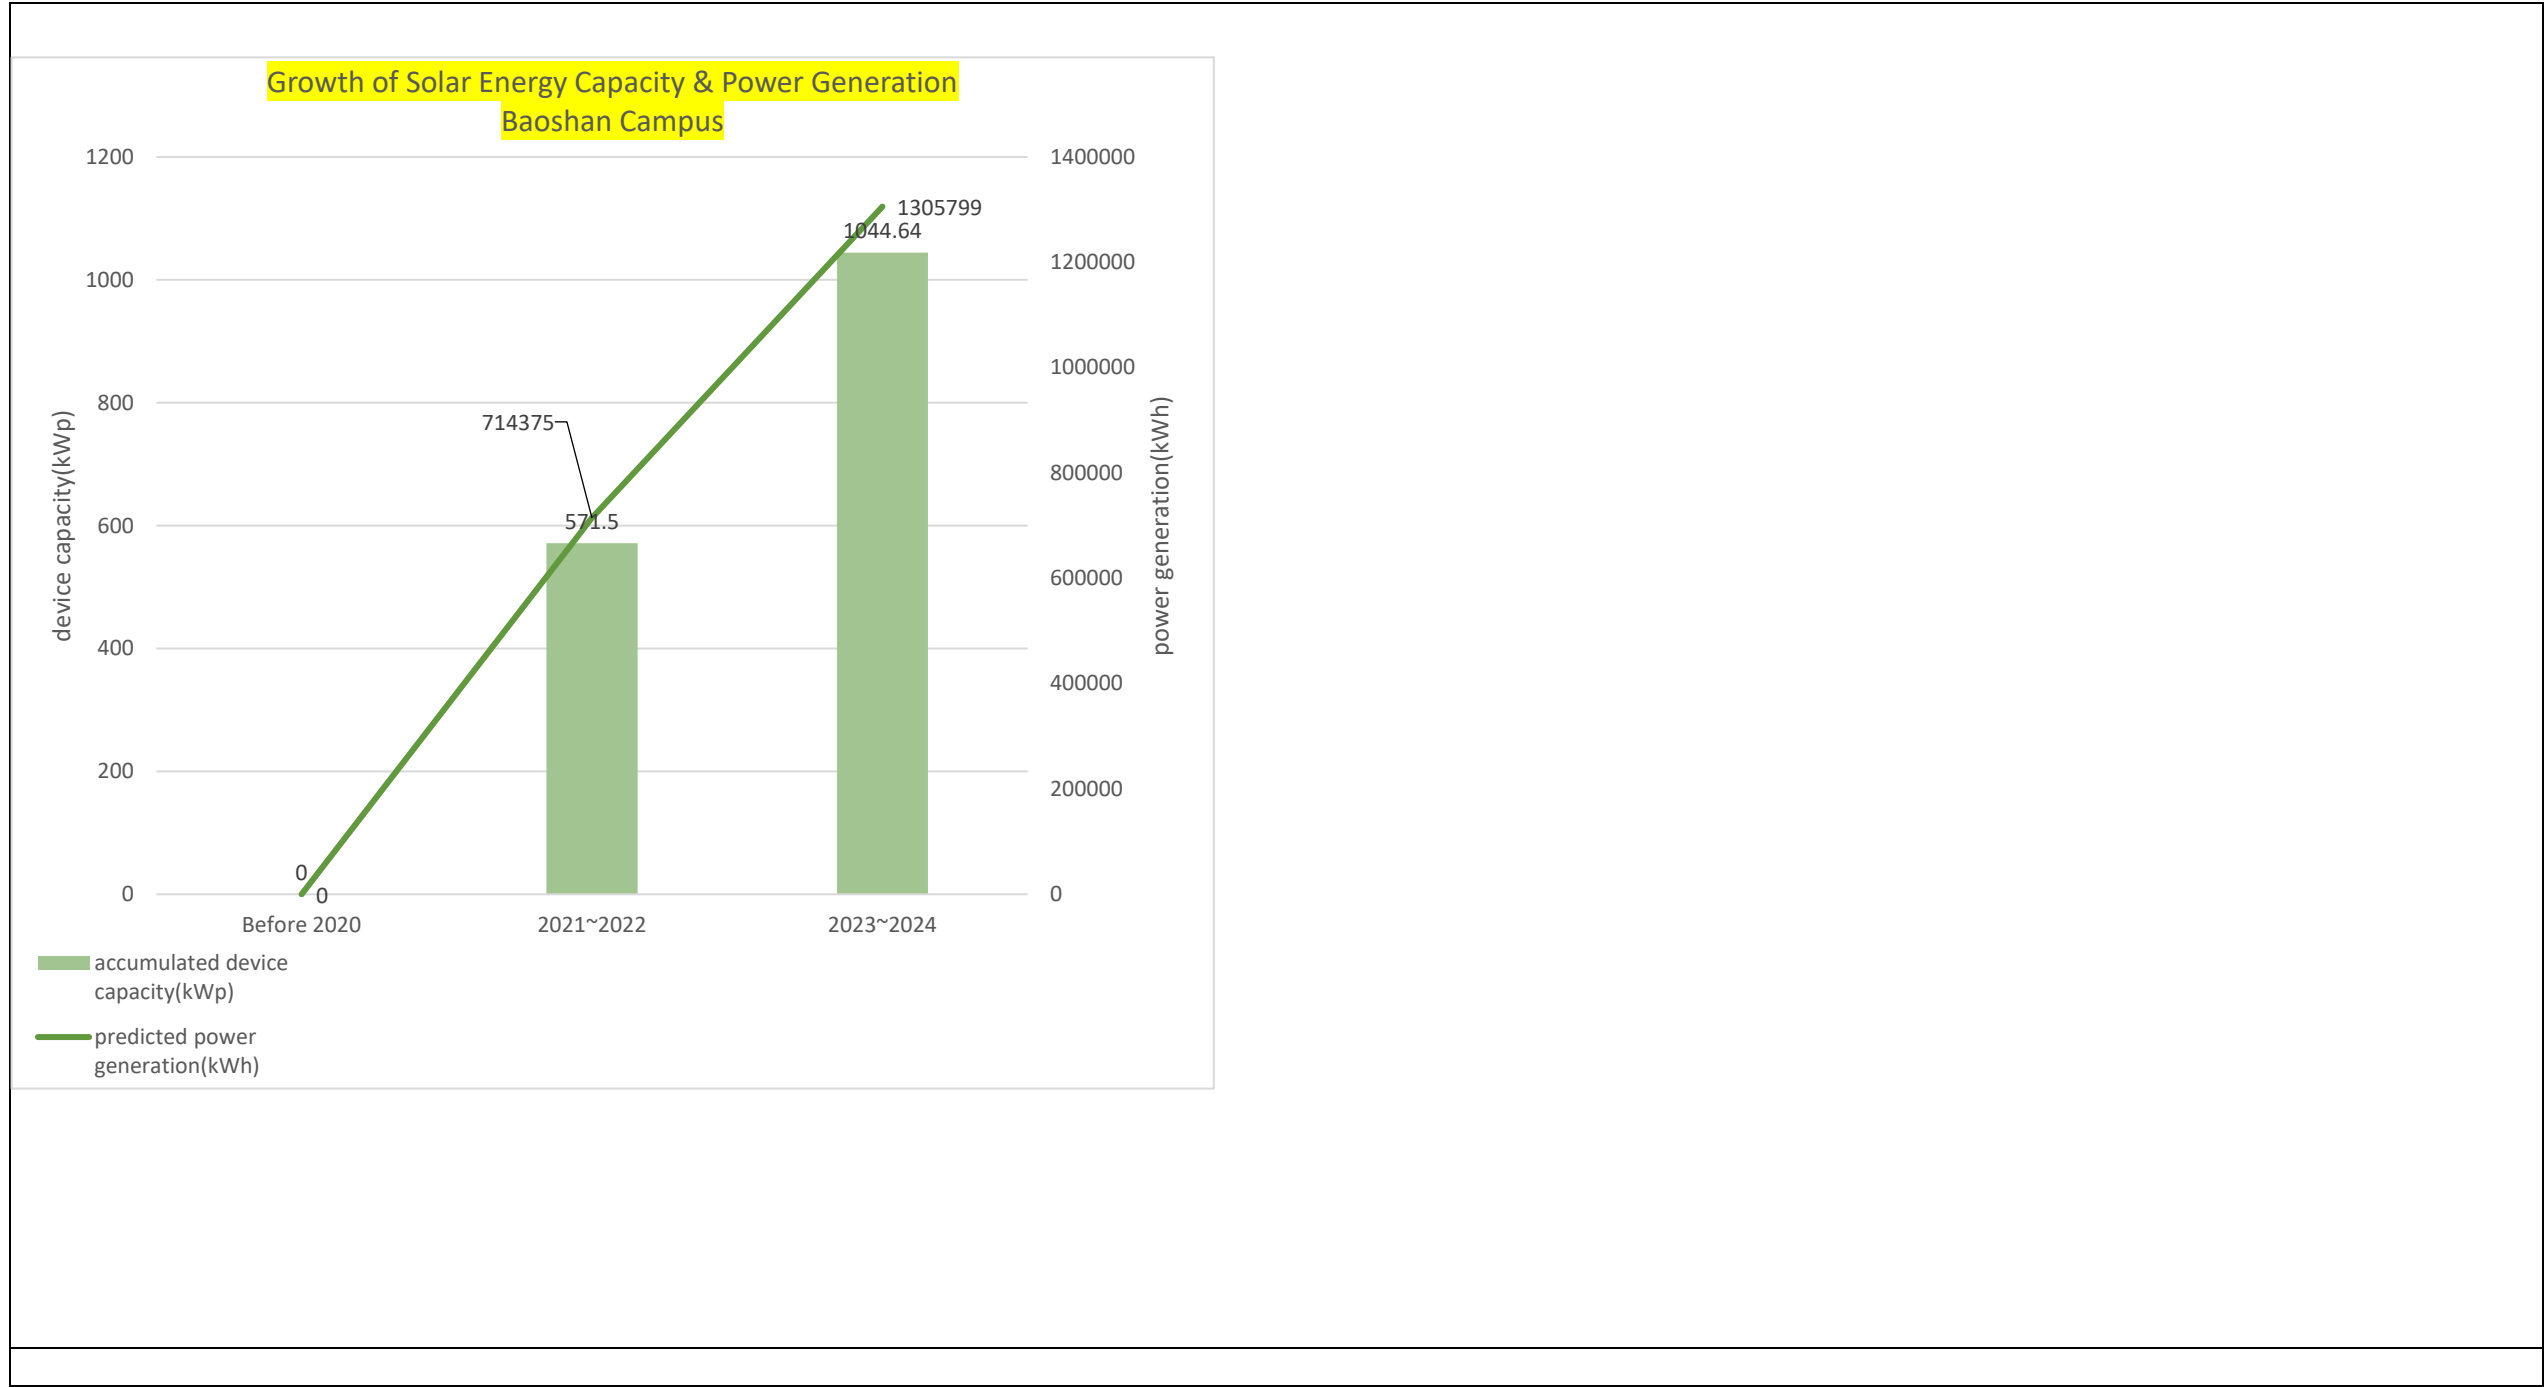 Growth of Solar Energy Capacity & Power Generation
Baoshan Campus
1200
1000
800
600
400
200
0
device capacity(kWp)
1400000
1200000
1000000
800000
600000
400000
200000
0
power generation(kWh)
1305799
1044.64
714375
571.5
0
0
Before 2020
2021~2022
2023~2024
accumulated device
capacity(kWp)
predicted power
generation(kWh)